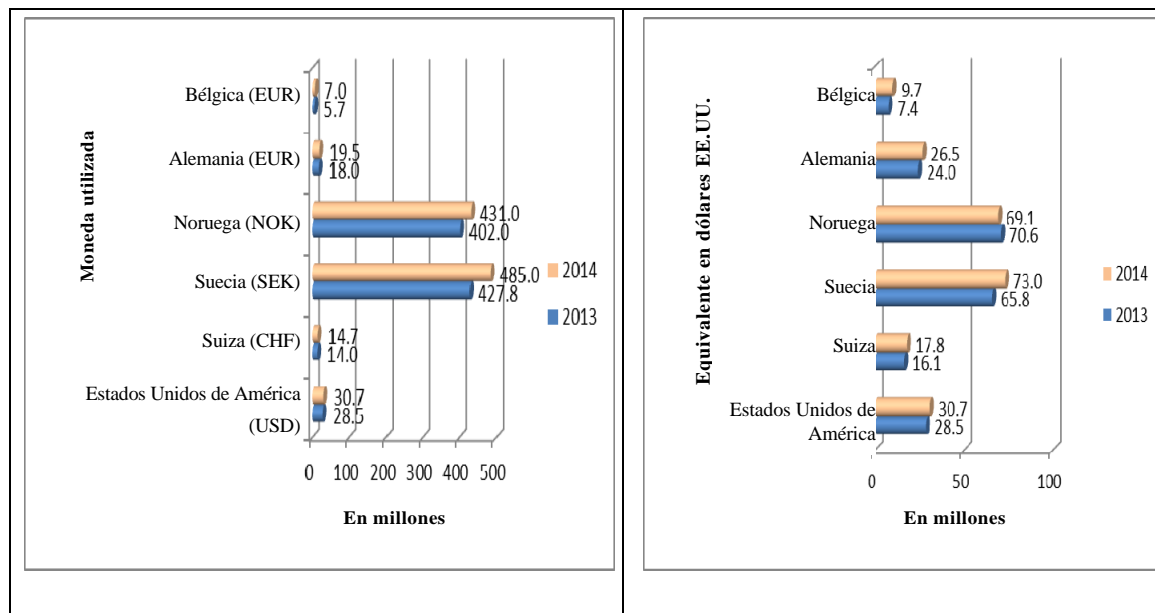 Moneda utilizada
Bélgica (EUR)
7.0
5.7
Alemania (EUR)
19.5
18.0
Noruega (NOK)
431.0
402.0
Suecia (SEK)
485.0
427.8
Suiza (CHF)
14.7
14.0
Estados Unidos de América
(USD)
30.7
28.5
0 100 200 300 400 500
En millones
2014
2013
Equivalente en dólares EE.UU.
Bélgica
9.7
7.4
Alemania
26.5
24.0
Noruega
69.1
70.6
Suecia
73.0
65.8
Suiza
17.8
16.1
Estados Unidos de
América
30.7
28.5
0 50 100
En millones
2014
2013